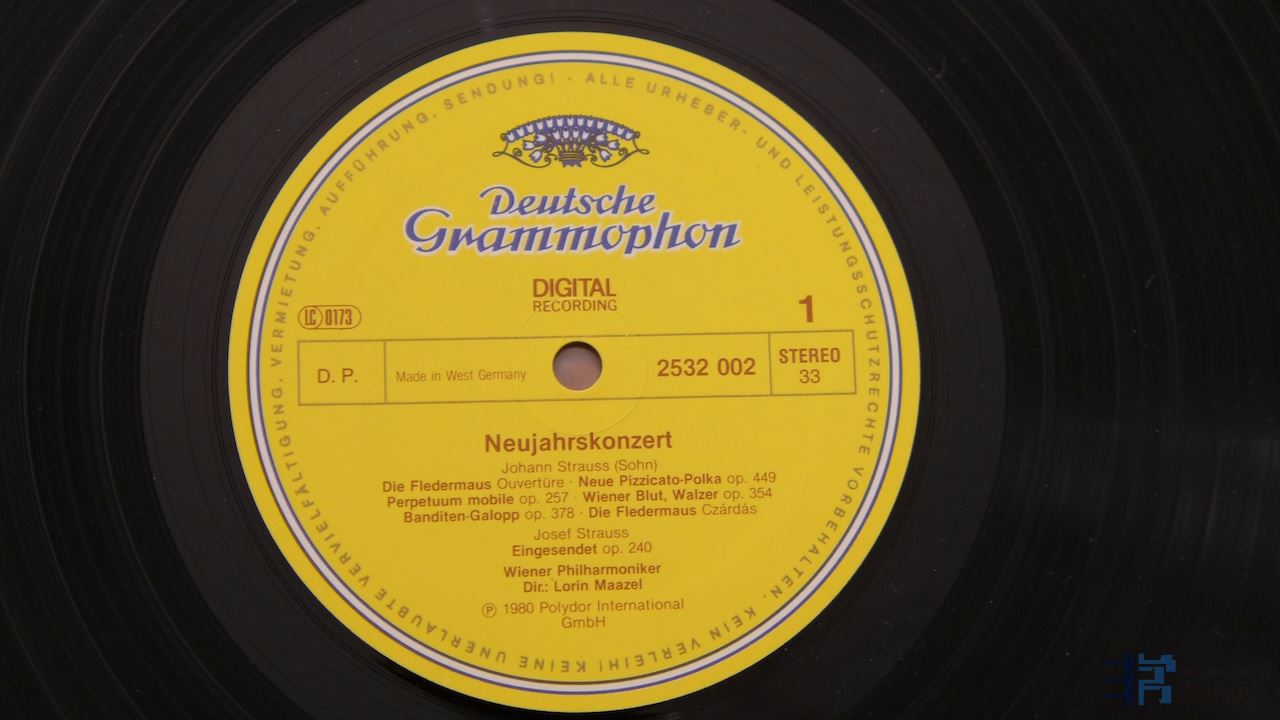 ALLE URHEBER- UND LEISTUNGSSCHUTZRECHTE VORBEHALTEN. KEIN VERLEIH! KEINE UNERLAUBTE VERVIELFÄLTIGUNG, VERMIETUNG, AUFFÜHRUNG, SENDUNG! ·
Deutsche
Grammophon
DIGITAL
RECORDING
LC 0173
1
D. P.
Made in West Germany
2532 002
STEREO
33
Neujahrskonzert
Johann Strauss (Sohn)
Die Fledermaus Ouvertüre · Neue Pizzicato-Polka op. 449
Perpetuum mobile op. 257 · Wiener Blut, Walzer op. 354
Banditen-Galopp op. 378 · Die Fledermaus Czárdás
Josef Strauss
Eingesendet op. 240
Wiener Philharmoniker
Dir.: Lorin Maazel
℗ 1980 Polydor International
GmbH